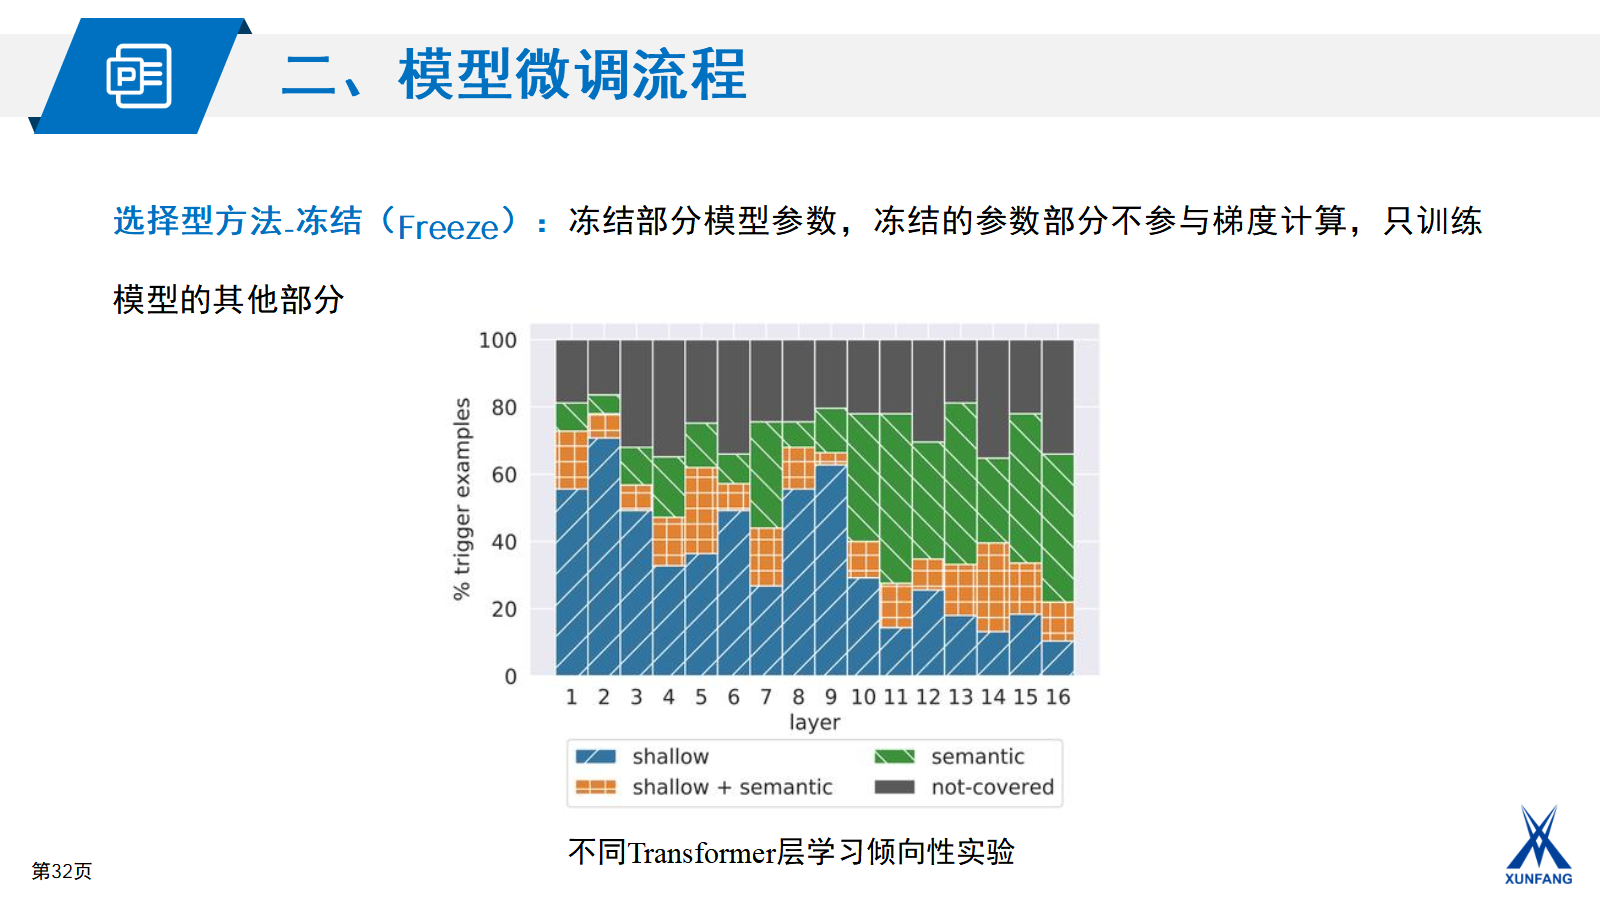 二、模型微调流程
选择型方法-冻结（Freeze）：冻结部分模型参数，冻结的参数部分不参与梯度计算，只训练
模型的其他部分
100
80
60
40
20
0
% trigger examples
1 2 3 4 5 6 7 8 9 10 11 12 13 14 15 16
layer
shallow
semantic
shallow + semantic
not-covered
不同Transformer层学习倾向性实验
第32页
XUNFANG